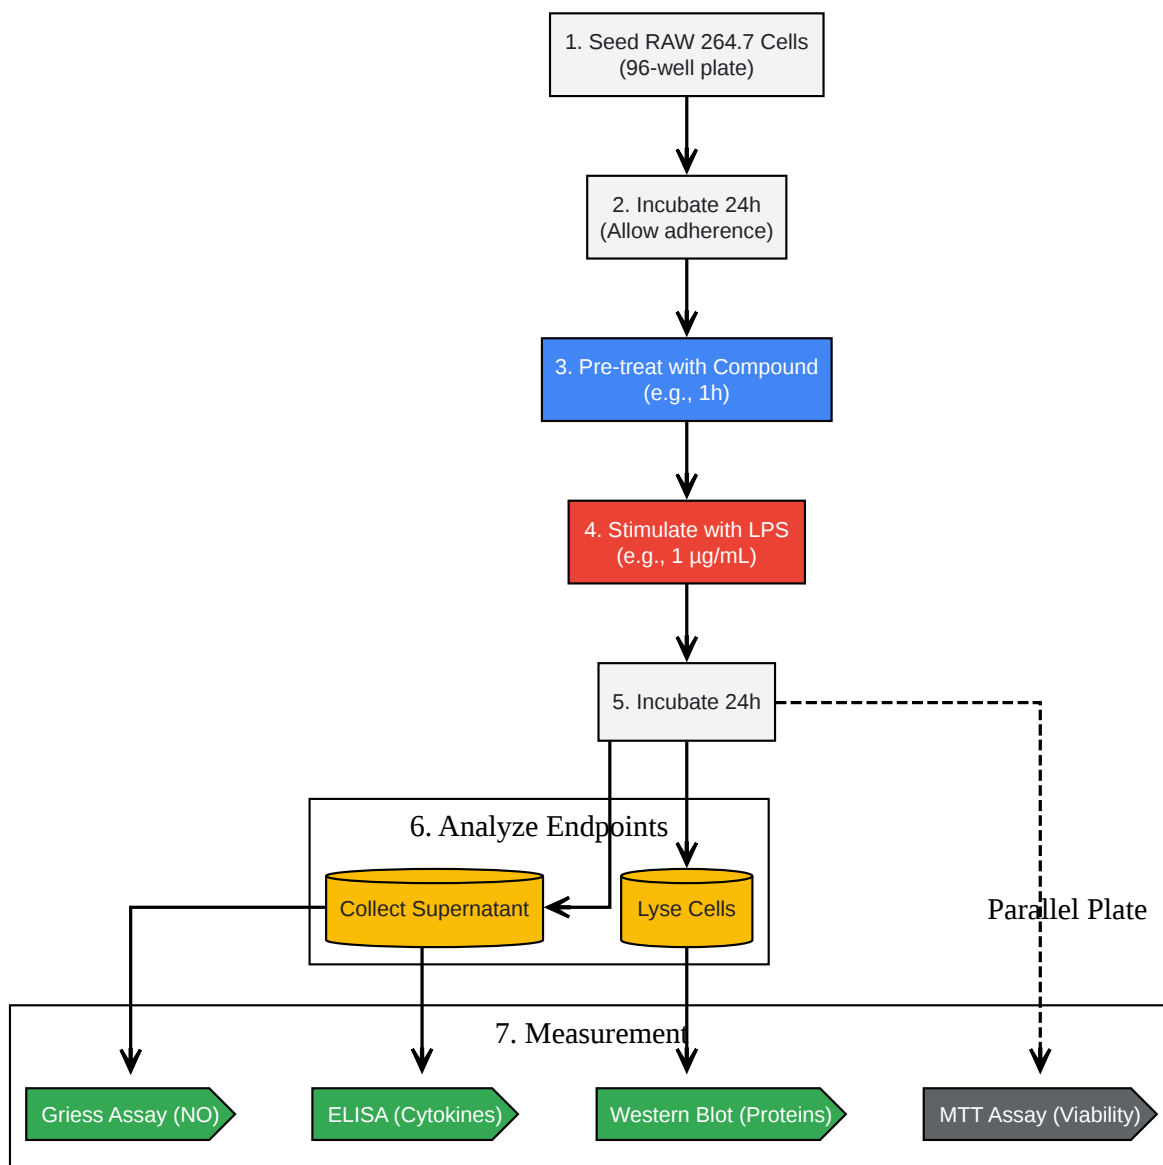 1. Seed RAW 264.7 Cells
(96-well plate)
2. Incubate 24h
(Allow adherence)
3. Pre-treat with Compound
(e.g., 1h)
4. Stimulate with LPS
(e.g., 1 µg/mL)
5. Incubate 24h
6. Analyze Endpoints
Collect Supernatant
Lyse Cells
Parallel Plate
7. Measurement
Griess Assay (NO)
ELISA (Cytokines)
Western Blot (Proteins)
MTT Assay (Viability)